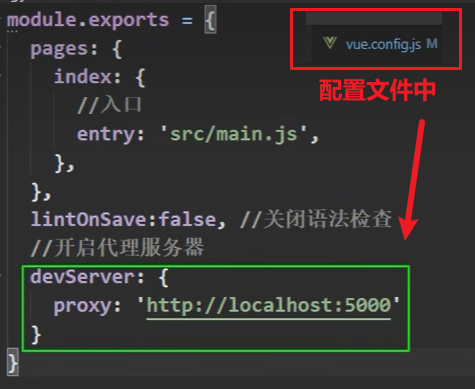 module.exports = {
vue.config.js M
配置文件中
pages: {
index: {
//入口
entry: 'src/main.js',
},
},
lintOnSave:false, //关闭语法检查
//开启代理服务器
devServer: {
proxy: 'http://localhost:5000'
}
}